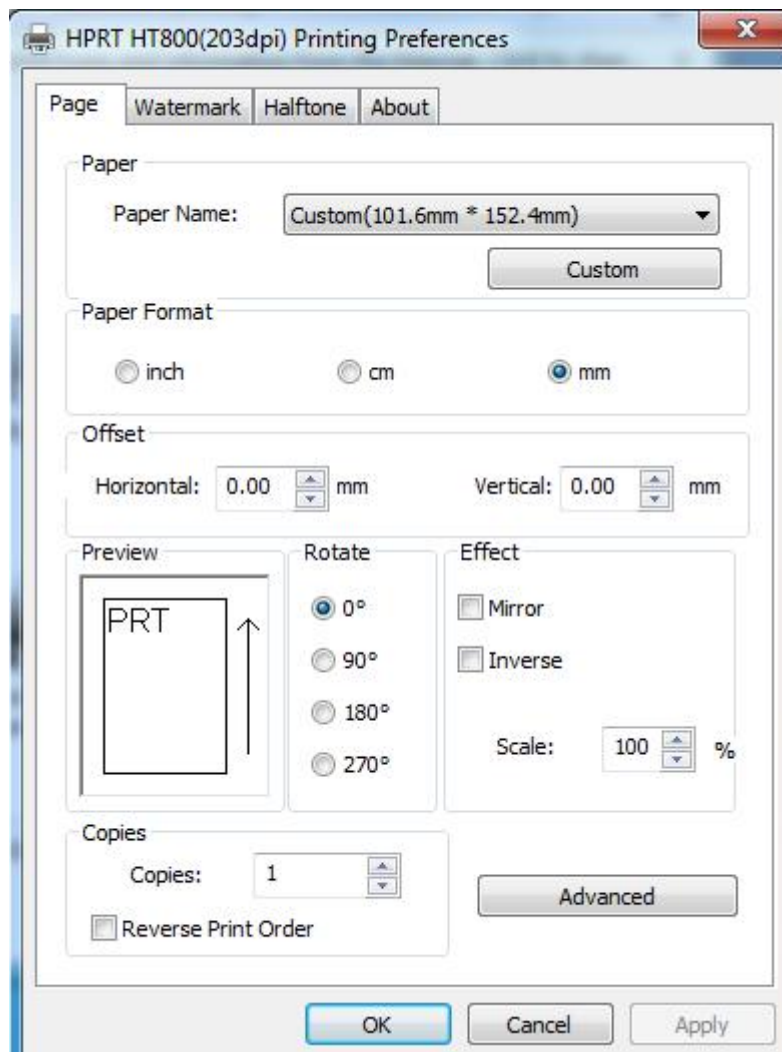 HPRT HT800(203dpi) Printing Preferences
Page Watermark Halftone About
Paper
Paper Name: Custom(101.6mm * 152.4mm)
Custom
Paper Format
inch cm mm
Offset
Horizontal: 0.00 mm Vertical: 0.00 mm
Preview Rotate Effect
PRT 0° Mirror
90° Inverse
180°
Scale: 100 %
270°
Copies
Copies: 1
Advanced
Reverse Print Order
OK Cancel Apply